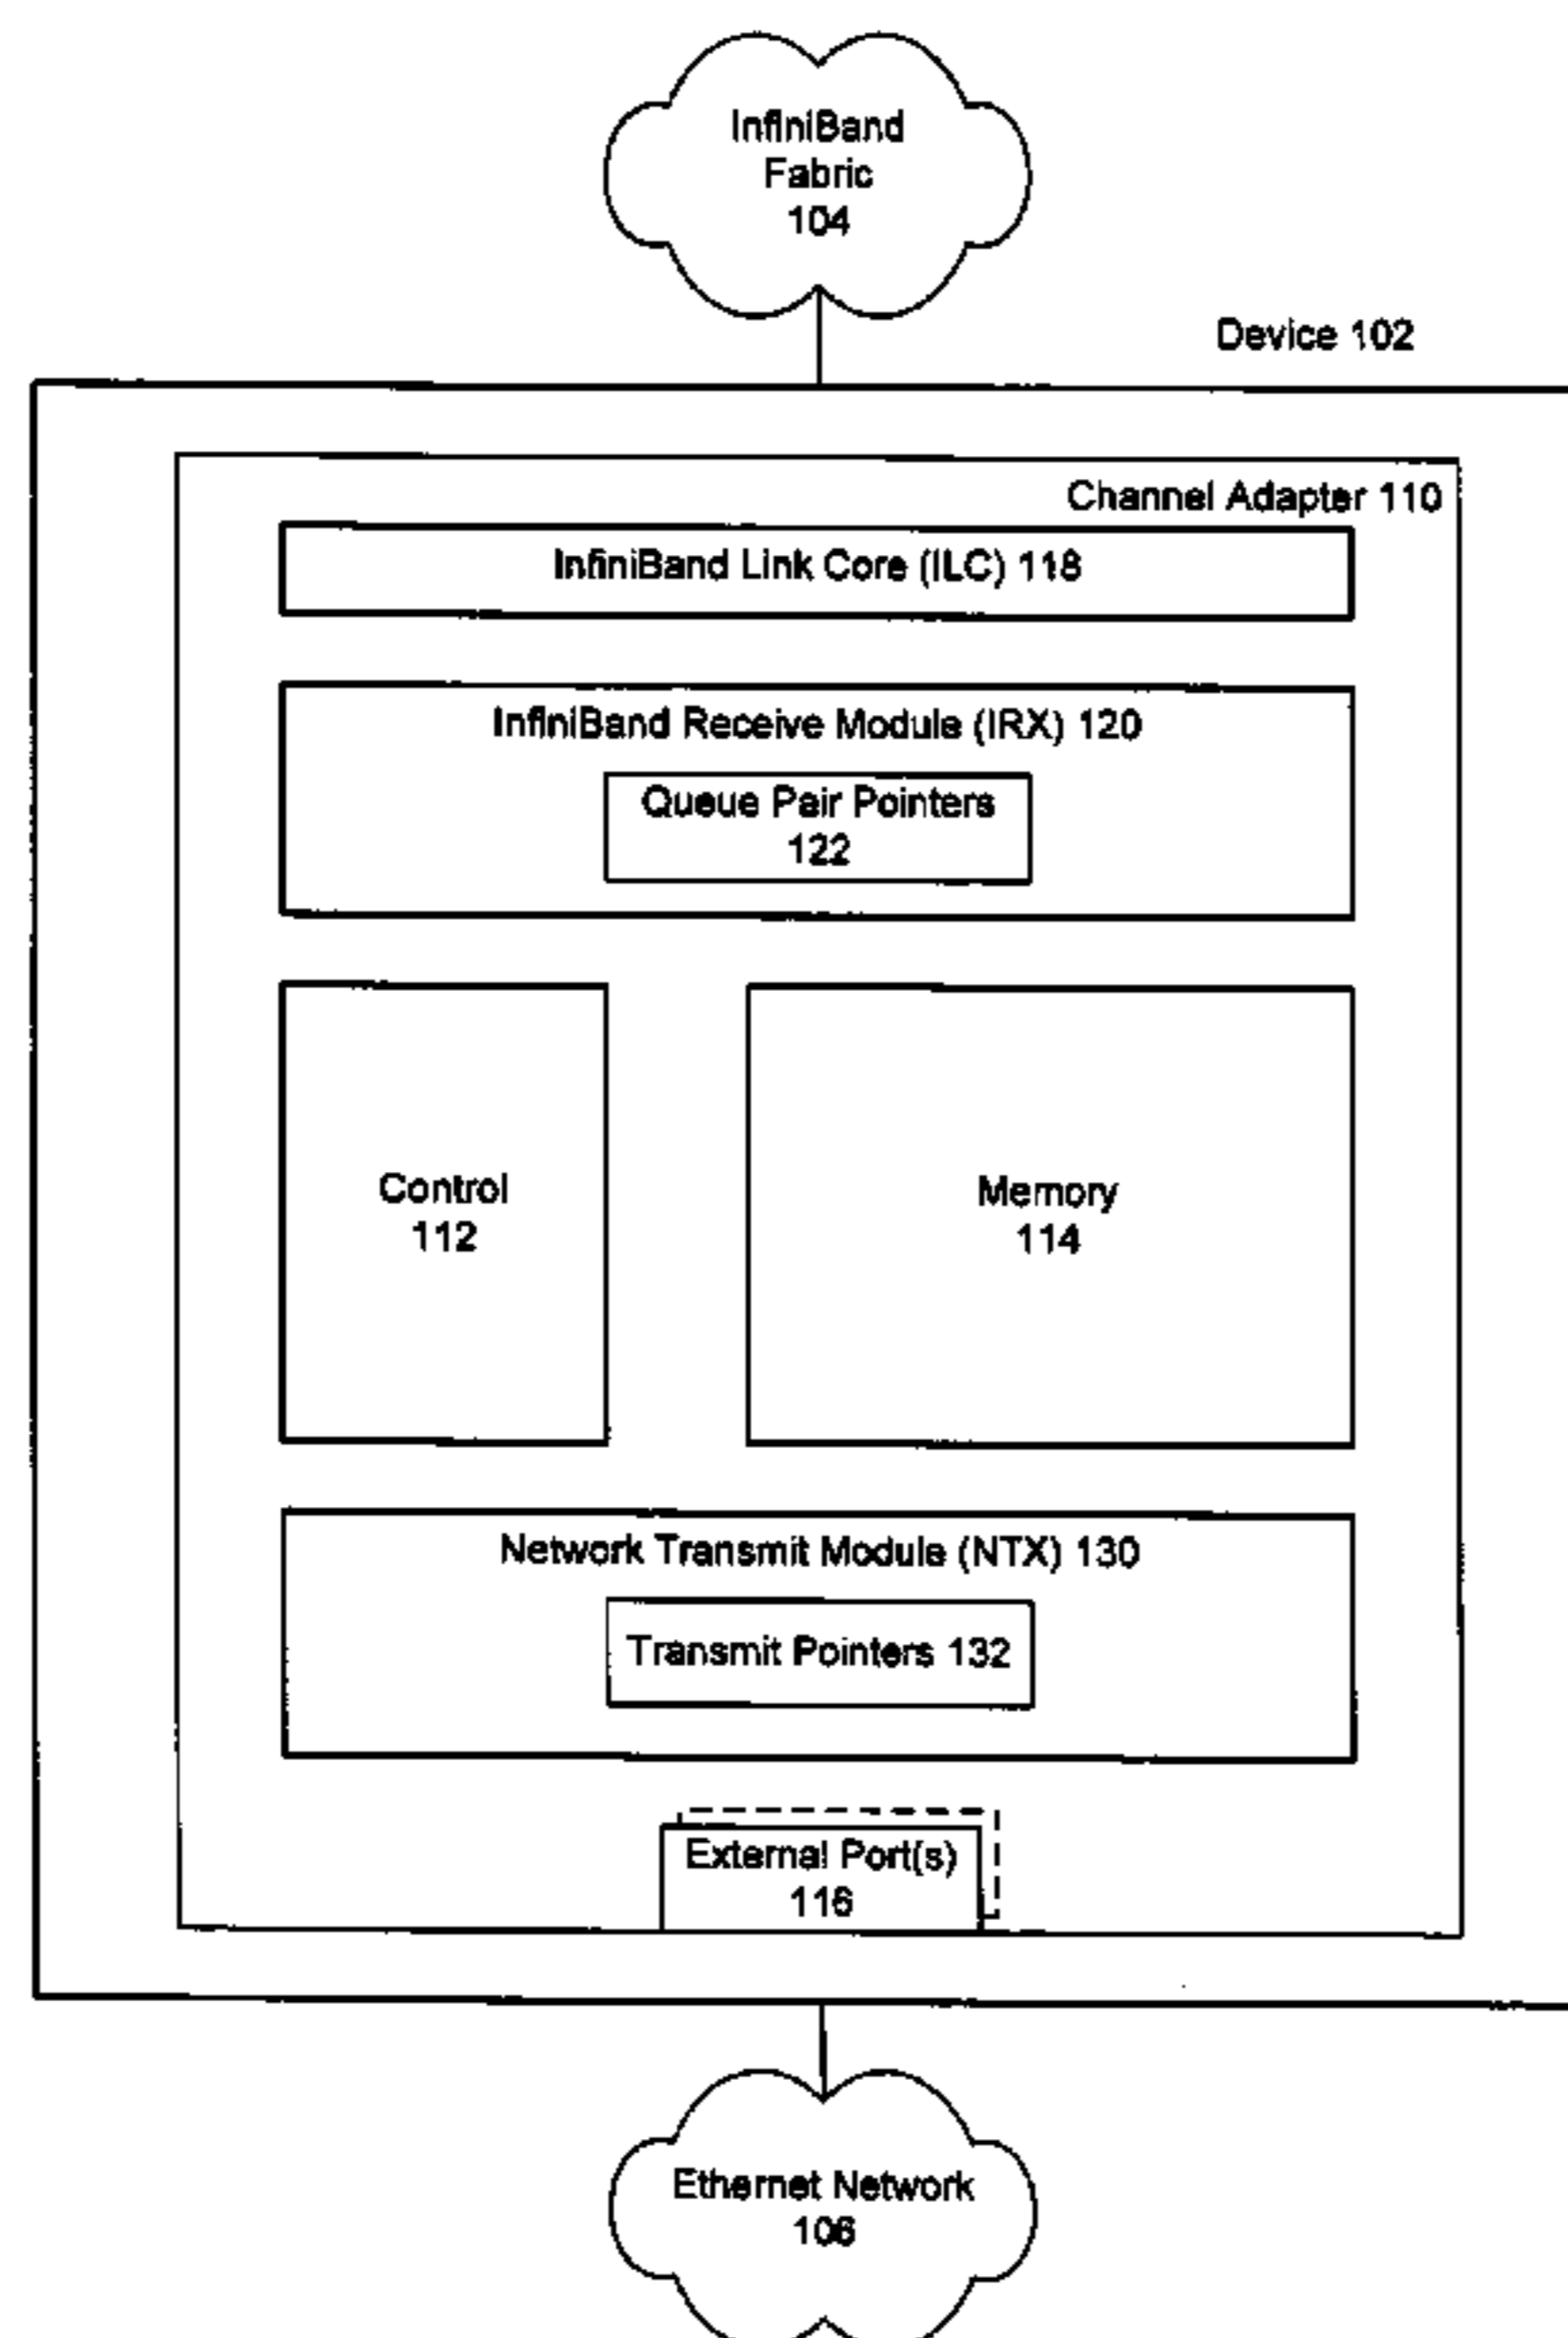 InfiniBand
Fabric
104
Device 102
Channel Adapter 110
InfiniBand Link Core (ILC) 118
InfiniBand Receive Module (IRX) 120
Queue Pair Pointers
122
Control
112
Memory
114
Network Transmit Module (NTX) 130
Transmit Pointers 132
External Port(s)
116
Ethernet Network
106